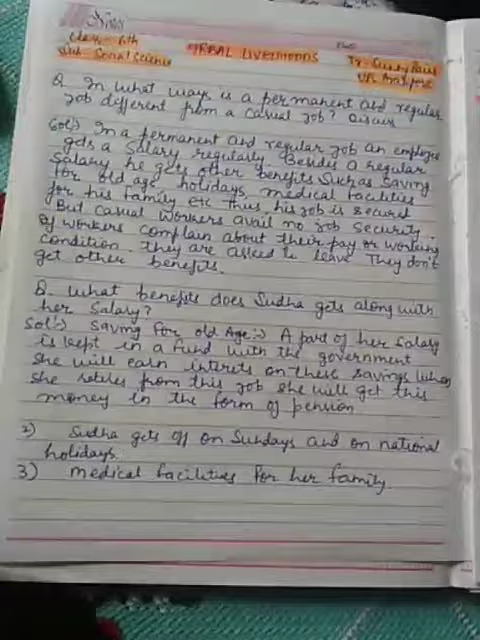 Notes
Class - 6th
Sub: Social Science
URBAL LIVELIHOODS
Q. In what ways is a permanent and regular
job different from a casual job? Discuss
Sol:) In a permanent and regular job an employee
gets a salary regularly. Besides a regular
salary, he gets other benefits such as saving
for old age, holidays, medical facilities
for his family etc thus, his job is secured
But casual workers avail no job security.
If workers complain about their pay or working
condition. they are asked to leave They don't
get other benefits.
Q. What benefits does Sudha gets along with
her salary?
Sol:) Saving for old Age:-) A part of her salary
is kept in a fund with the government
She will earn interts on these savings when
she retires from this job she will get this
money in the form of pension
2) Sudha gets off on Sundays and on national
holidays.
3) medical facilities for her family.